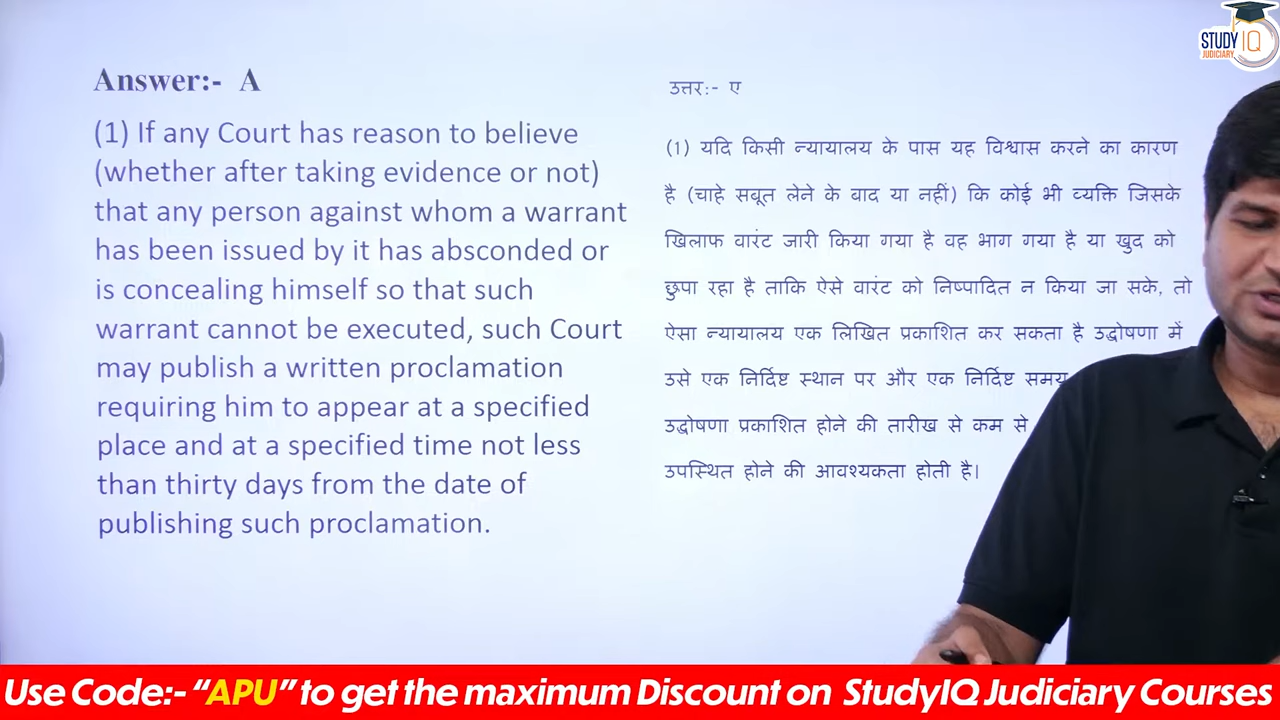 STUDY IQ
JUDICIARY
Answer:- A
(1) If any Court has reason to believe
(whether after taking evidence or not)
that any person against whom a warrant
has been issued by it has absconded or
is concealing himself so that such
warrant cannot be executed, such Court
may publish a written proclamation
requiring him to appear at a specified
place and at a specified time not less
than thirty days from the date of
publishing such proclamation.
उत्तर:- ए
(1) यदि किसी न्यायालय के पास यह विश्वास करने का कारण
है (चाहे सबूत लेने के बाद या नहीं) कि कोई भी व्यक्ति जिसके
खिलाफ वारंट जारी किया गया है वह भाग गया है या खुद को
छुपा रहा है ताकि ऐसे वारंट को निष्पादित न किया जा सके, तो
ऐसा न्यायालय एक लिखित प्रकाशित कर सकता है उद्घोषणा में
उसे एक निर्दिष्ट स्थान पर और एक निर्दिष्ट समय
उद्घोषणा प्रकाशित होने की तारीख से कम से
उपस्थित होने की आवश्यकता होती है।
Use Code:- “APU” to get the maximum Discount on StudyIQ Judiciary Courses